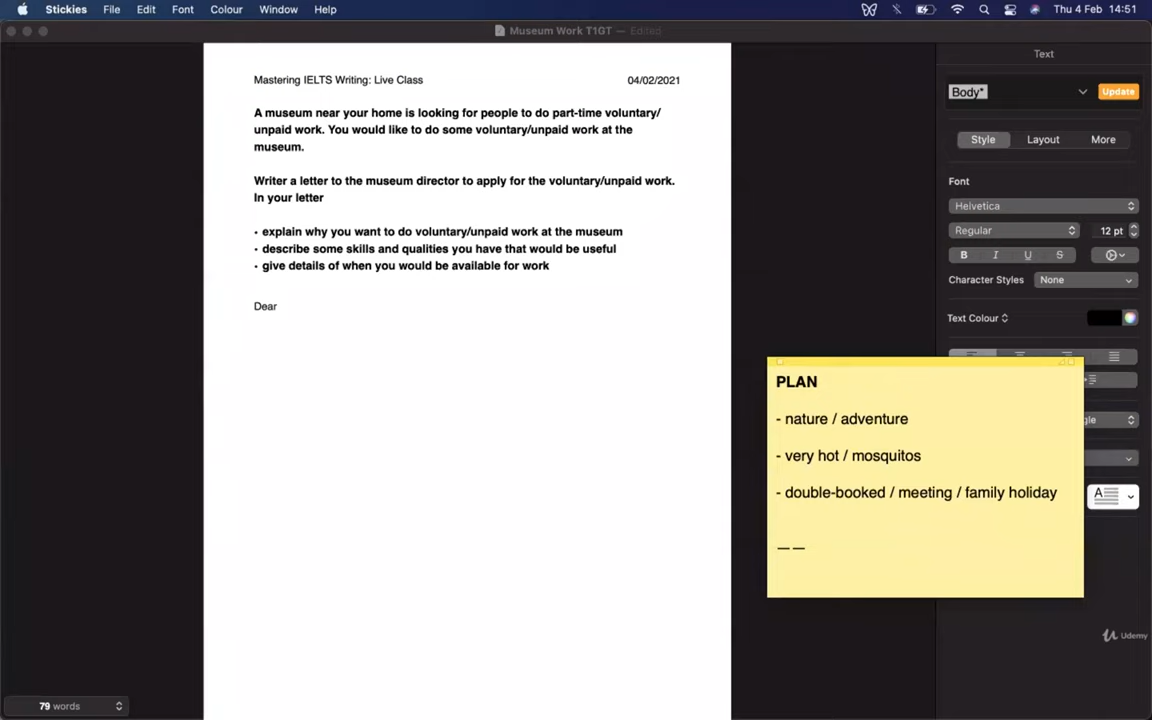 Stickies File Edit Font Colour Window Help Thu 4 Feb 14:51
Museum Work T1GT — Edited
Text
Mastering IELTS Writing: Live Class 04/02/2021
Body* Update
A museum near your home is looking for people to do part-time voluntary/
unpaid work. You would like to do some voluntary/unpaid work at the
museum.
Style Layout More
Writer a letter to the museum director to apply for the voluntary/unpaid work.
In your letter
Font
Helvetica
• explain why you want to do voluntary/unpaid work at the museum
• describe some skills and qualities you have that would be useful
• give details of when you would be available for work
Regular 12 pt
B I U S
Character Styles None
Dear
Text Colour
PLAN
- nature / adventure
- very hot / mosquitos
- double-booked / meeting / family holiday
— —
gle
A
Udemy
79 words